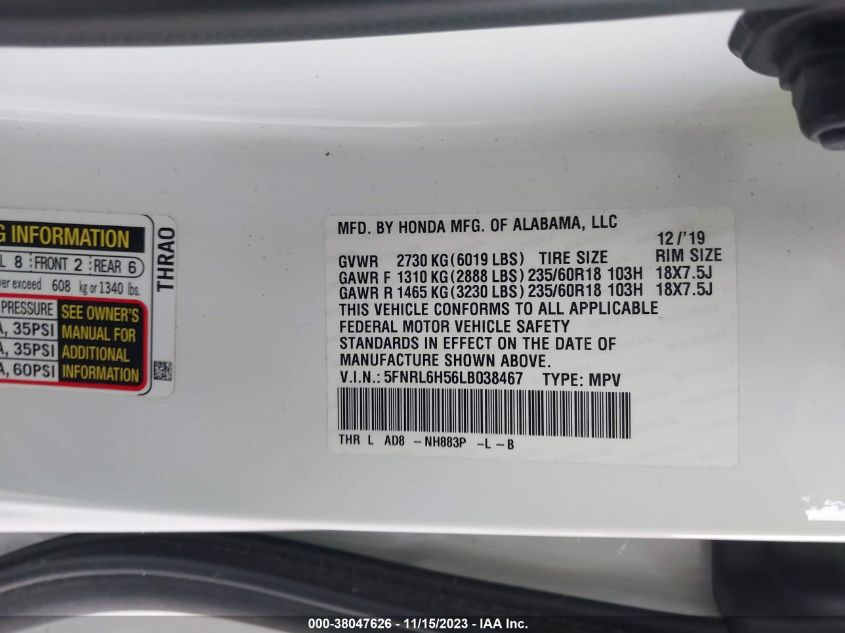 G INFORMATION
L 8 FRONT 2 REAR 6
ver exceed 608 kg or 1340 lbs.
PRESSURE SEE OWNER'S
A, 35PSI MANUAL FOR
A, 35PSI ADDITIONAL
A, 60PSI INFORMATION
THRA0
MFD. BY HONDA MFG. OF ALABAMA, LLC
12/'19
GVWR 2730 KG(6019 LBS) TIRE SIZE RIM SIZE
GAWR F 1310 KG(2888 LBS) 235/60R18 103H 18X7.5J
GAWR R 1465 KG(3230 LBS) 235/60R18 103H 18X7.5J
THIS VEHICLE CONFORMS TO ALL APPLICABLE
FEDERAL MOTOR VEHICLE SAFETY
STANDARDS IN EFFECT ON THE DATE OF
MANUFACTURE SHOWN ABOVE.
V.I.N.: 5FNRL6H56LB038467 TYPE: MPV
THR L AD8 -NH883P -L-B
000-38047626 - 11/15/2023 - IAA Inc.